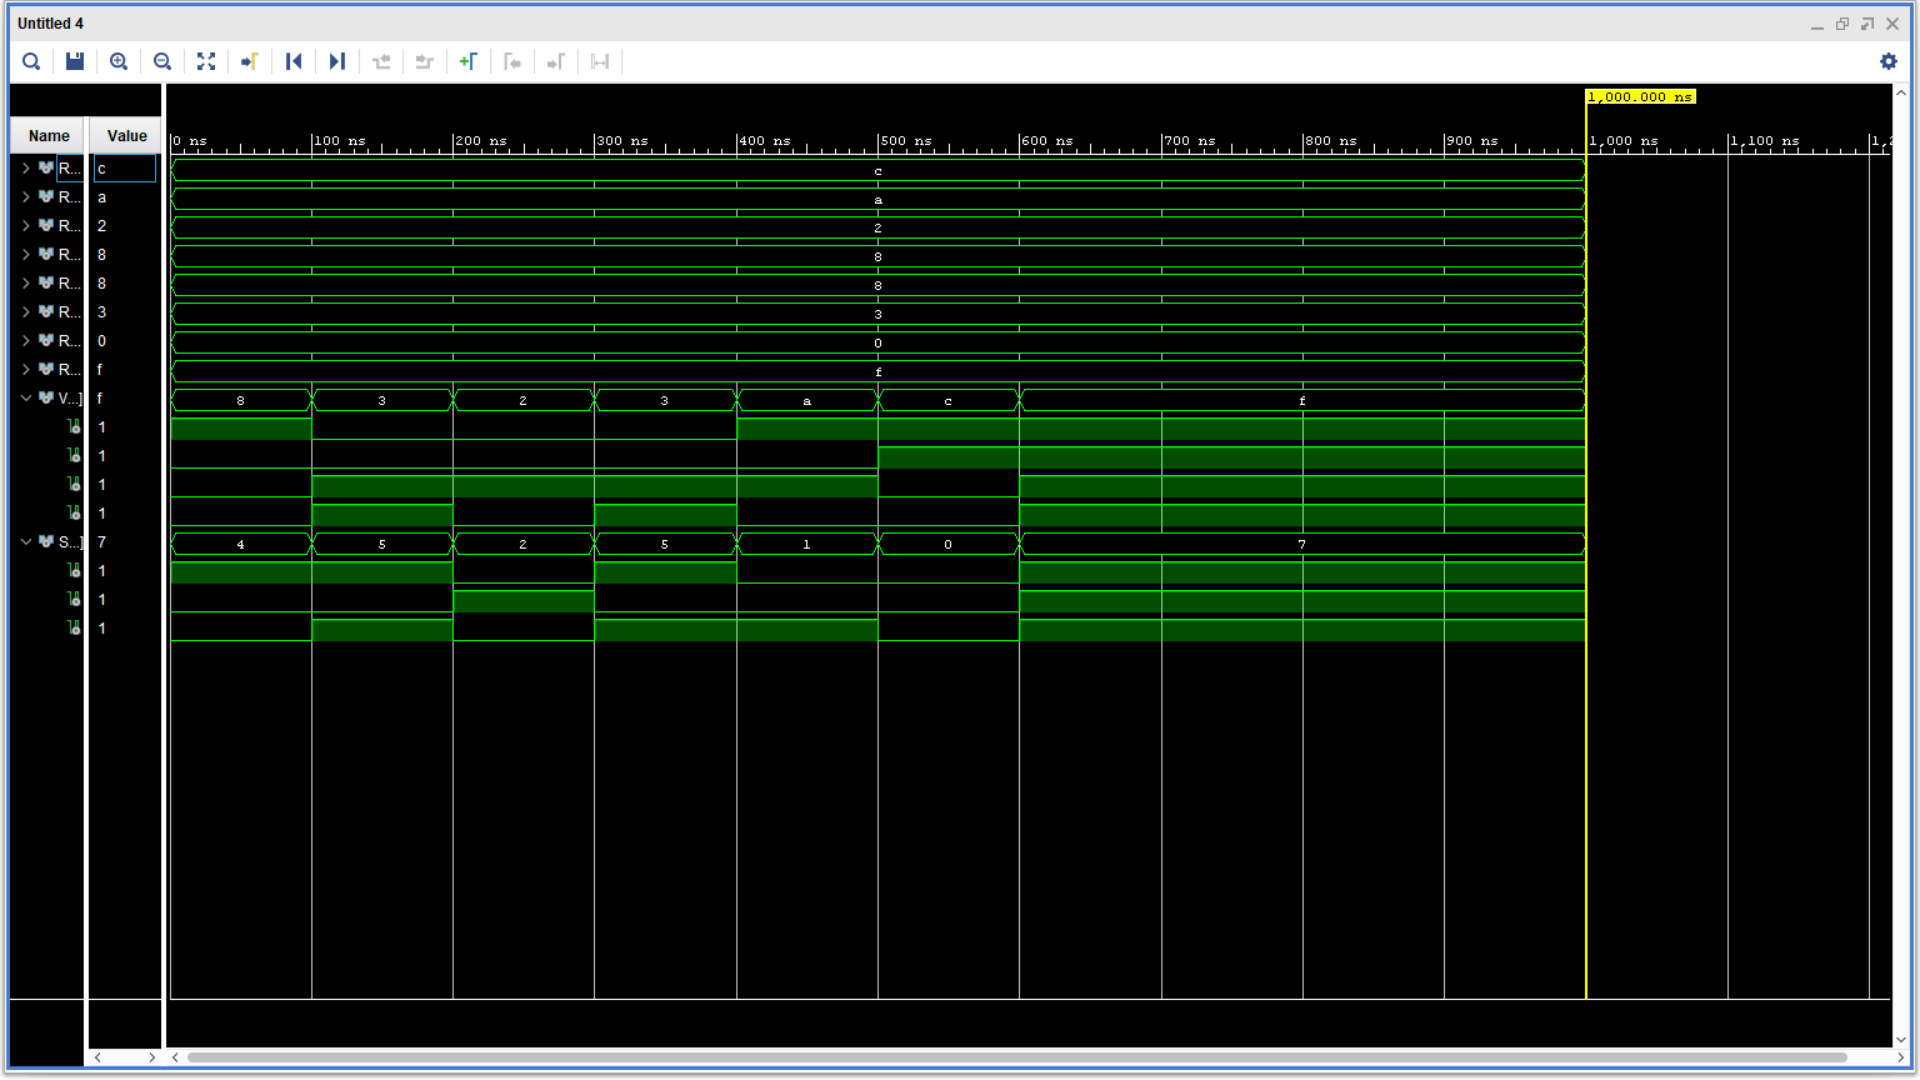 Untitled 4
1,000.000 ns
Name Value
0 ns 100 ns 200 ns 300 ns 400 ns 500 ns 600 ns 700 ns 800 ns 900 ns 1,000 ns 1,100 ns 1,2
R... c c
R... a a
R... 2 2
R... 8 8
R... 8 8
R... 3 3
R... 0 0
R... f f
V...] f 8 3 2 3 a c f
1
1
1
1
S...] 7 4 5 2 5 1 0 7
1
1
1